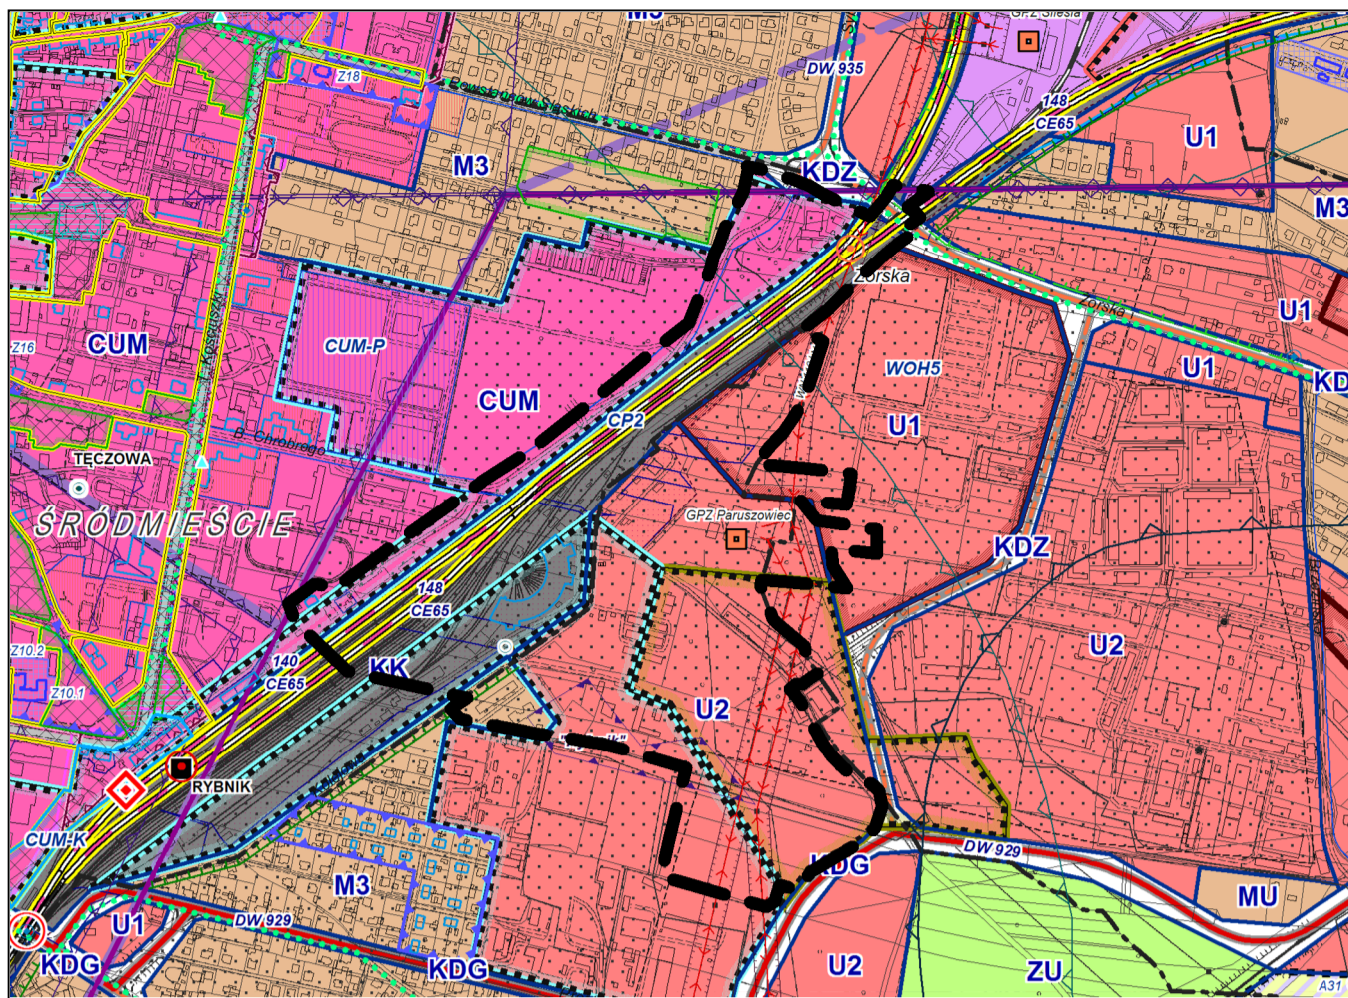 M3
GPZ Silesia
DW 935
Z18
148
CE65
U1
M3
KDZ
M3
Żorska
Żorska
U1
CUM
Z16
CUM-P
WOH5
U1
KD
CUM
CP2
U1
B. Chrobrego
TĘCZOWA
ŚRÓDMIEŚCIE
GPZ Paruszowiec
KDZ
148
CE65
Z10.2
140
CE65
KK
U2
Z10.1
U2
RYBNIK
CUM-K
DW 929
KDG
M3
MU
DW 929
U1
KDG
KDG
U2
ZU
A31